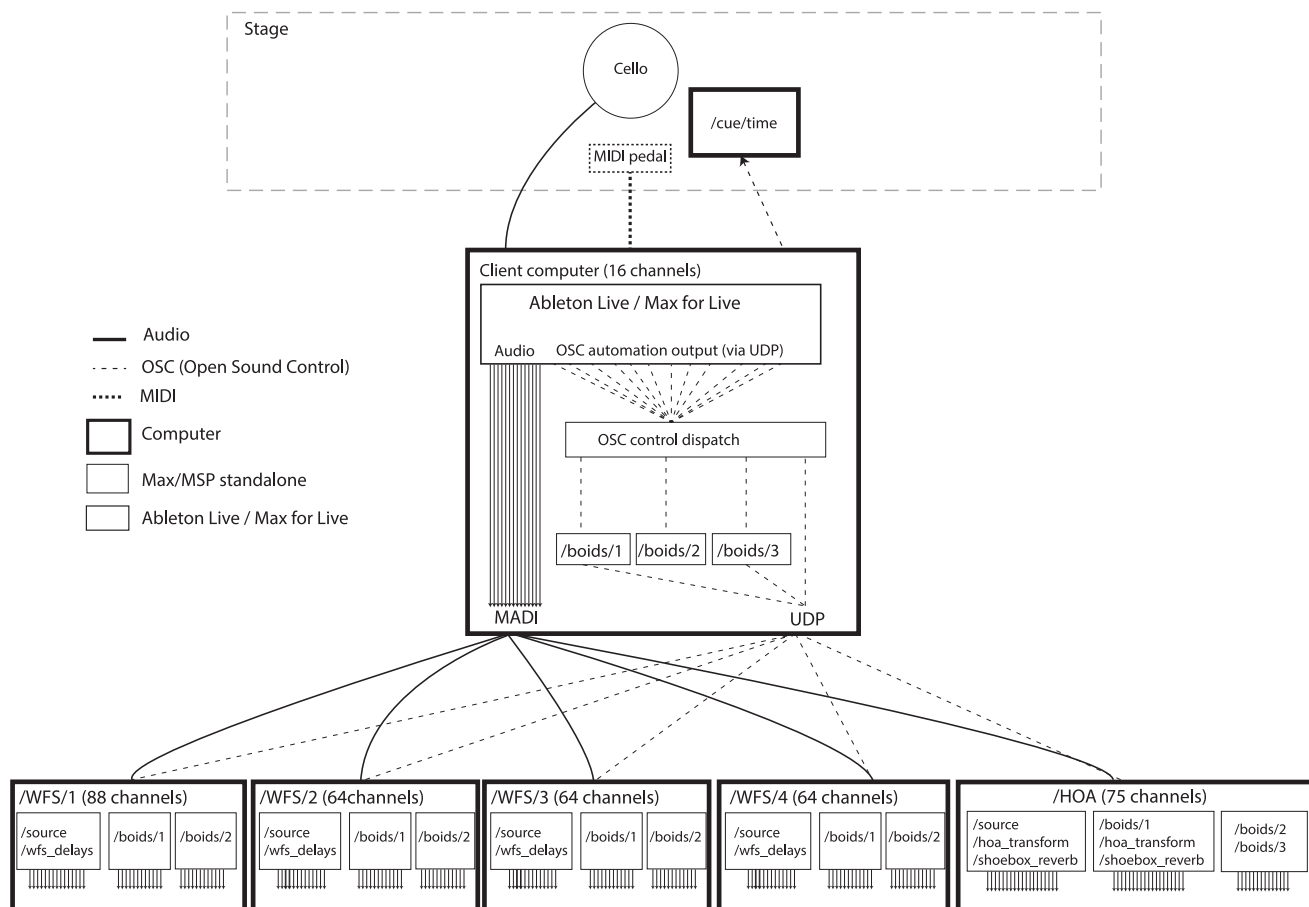 Stage
Cello
/cue/time
MIDI pedal
Client computer (16 channels)
Ableton Live / Max for Live
Audio
OSC automation output (via UDP)
OSC control dispatch
/boids/1
/boids/2
/boids/3
MADI
UDP
Audio
OSC (Open Sound Control)
MIDI
Computer
Max/MSP standalone
Ableton Live / Max for Live
/WFS/1 (88 channels)
/source
/wfs_delays
/boids/1
/boids/2
/WFS/2 (64channels)
/source
/wfs_delays
/boids/1
/boids/2
/WFS/3 (64 channels)
/source
/wfs_delays
/boids/1
/boids/2
/WFS/4 (64 channels)
/source
/wfs_delays
/boids/1
/boids/2
/HOA (75 channels)
/source
/hoa_transform
/shoebox_reverb
/boids/1
/hoa_transform
/shoebox_reverb
/boids/2
/boids/3